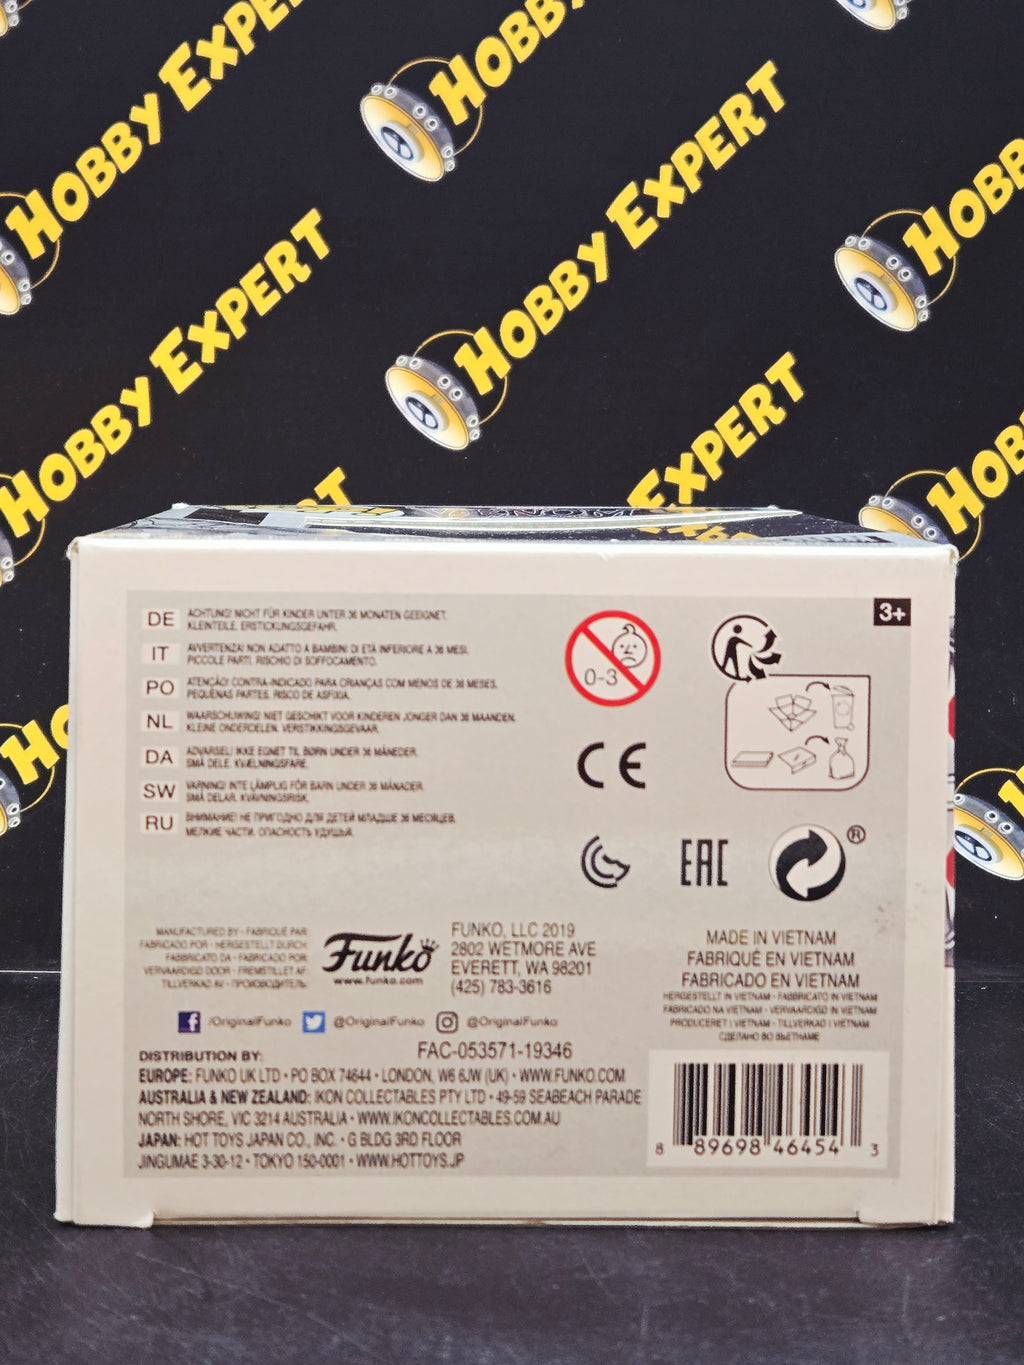 HOBBY EXPERT
HOBBY EXPERT
HOBBY EXPERT
HOBBY EXPERT
EXPERT
3+
DE ACHTUNG! NICHT FÜR KINDER UNTER 36 MONATEN GEEIGNET.
KLEINTEILE. ERSTICKUNGSGEFAHR.
IT AVVERTENZA! NON ADATTO A BAMBINI DI ETÀ INFERIORE A 36 MESI.
PICCOLE PARTI. RISCHIO DI SOFFOCAMENTO.
PO ATENÇÃO! CONTRA-INDICADO PARA CRIANÇAS COM MENOS DE 36 MESES.
PEQUENAS PARTES. RISCO DE ASFIXIA.
NL WAARSCHUWING! NIET GESCHIKT VOOR KINDEREN JONGER DAN 36 MAANDEN.
KLEINE ONDERDELEN. VERSTIKKINGSGEVAAR.
DA ADVARSEL! IKKE EGNET TIL BØRN UNDER 36 MÅNEDER.
SMÅ DELE. KVÆLNINGSFARE.
SW VARNING! INTE LÄMPLIG FÖR BARN UNDER 36 MÅNADER.
SMÅ DELAR. KVÄVNINGSRISK.
RU ВНИМАНИЕ! НЕ ПРИГОДНО ДЛЯ ДЕТЕЙ МЛАДШЕ 36 МЕСЯЦЕВ.
МЕЛКИЕ ЧАСТИ. ОПАСНОСТЬ УДУШЬЯ.
0-3
CE
EAC
®
MANUFACTURED BY • FABRIQUÉ PAR
FABRICADO POR • HERGESTELLT DURCH
FABBRICATO DA • FABRICADO POR
VERVAARDIGD DOOR • FREMSTILLET AF
TILLVERKAD AV • ПРОИЗВОДИТЕЛЬ
Funko
www.funko.com
FUNKO, LLC 2019
2802 WETMORE AVE
EVERETT, WA 98201
(425) 783-3616
/OriginalFunko @OriginalFunko @OriginalFunko
FAC-053571-19346
MADE IN VIETNAM
FABRIQUÉ EN VIETNAM
FABRICADO EN VIETNAM
HERGESTELLT IN VIETNAM • FABBRICATO IN VIETNAM
FABRICADO NA VIETNAM • VERVAARDIGD IN VIETNAM
PRODUCERET I VIETNAM • TILLVERKAD I VIETNAM
СДЕЛАНО ВО ВЬЕТНАМЕ
DISTRIBUTION BY:
EUROPE: FUNKO UK LTD • PO BOX 74644 • LONDON, W6 6JW (UK) • WWW.FUNKO.COM
AUSTRALIA & NEW ZEALAND: IKON COLLECTABLES PTY LTD • 49-59 SEABEACH PARADE
NORTH SHORE, VIC 3214 AUSTRALIA • WWW.IKONCOLLECTABLES.COM.AU
JAPAN: HOT TOYS JAPAN CO., INC. • G BLDG 3RD FLOOR
JINGUMAE 3-30-12 • TOKYO 150-0001 • WWW.HOTTOYS.JP
8 89698 46454 3